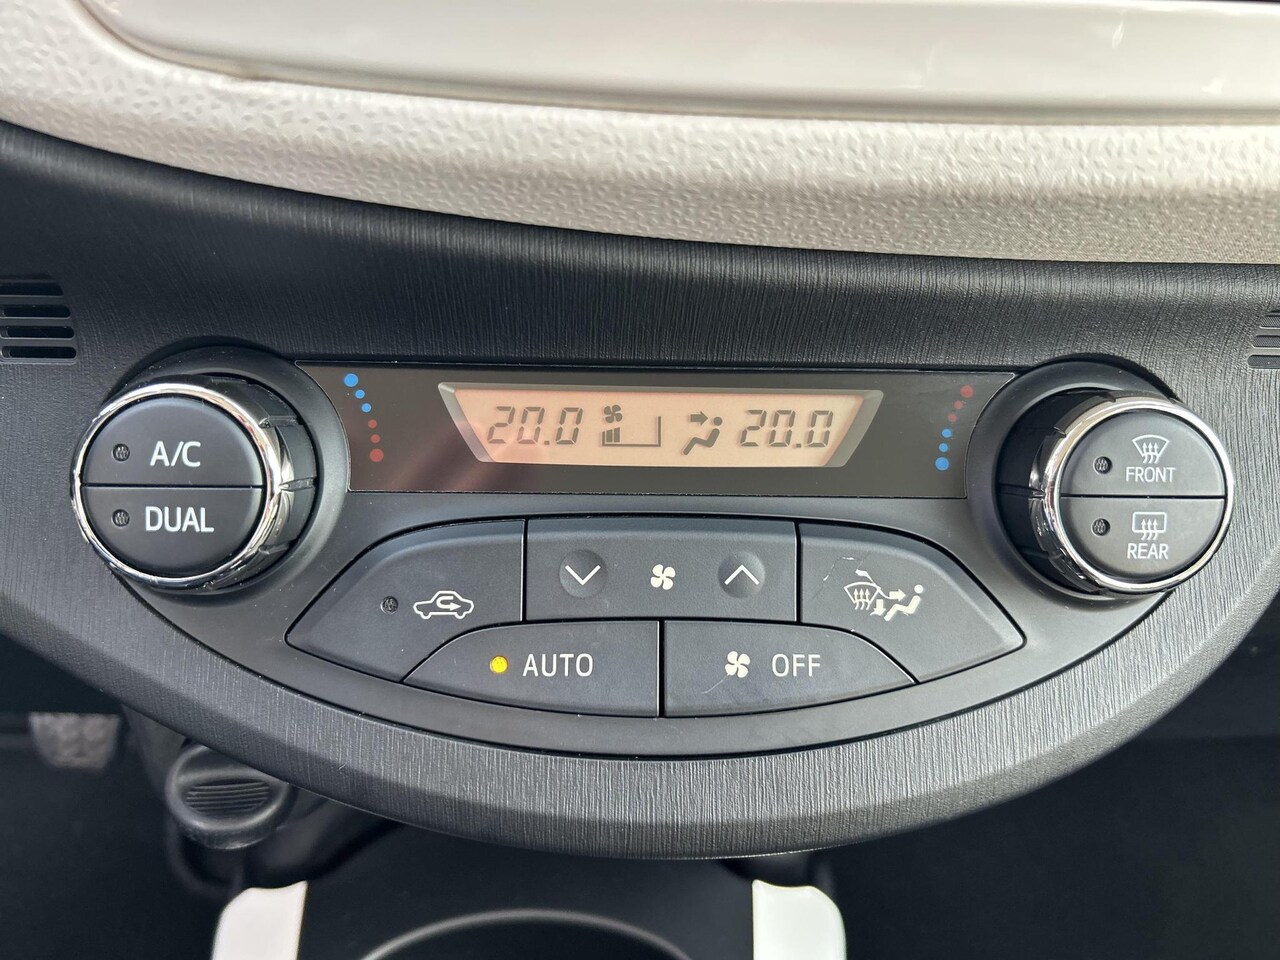 20.0 20.0
A/C
DUAL
FRONT
REAR
AUTO
OFF